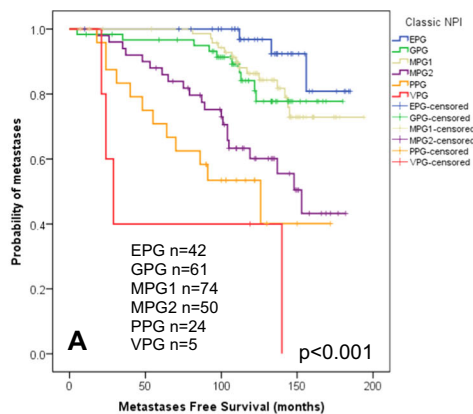 Classic NPI
EPG
GPG
MPG1
MPG2
PPG
VPG
EPG-censored
GPG-censored
MPG1-censored
MPG2-censored
PPG-censored
VPG-censored
Probability of metastases
1.0
0.8
0.6
0.4
0.2
0.0
EPG n=42
GPG n=61
MPG1 n=74
MPG2 n=50
PPG n=24
VPG n=5
A
p<0.001
0 50 100 150 200
Metastases Free Survival (months)